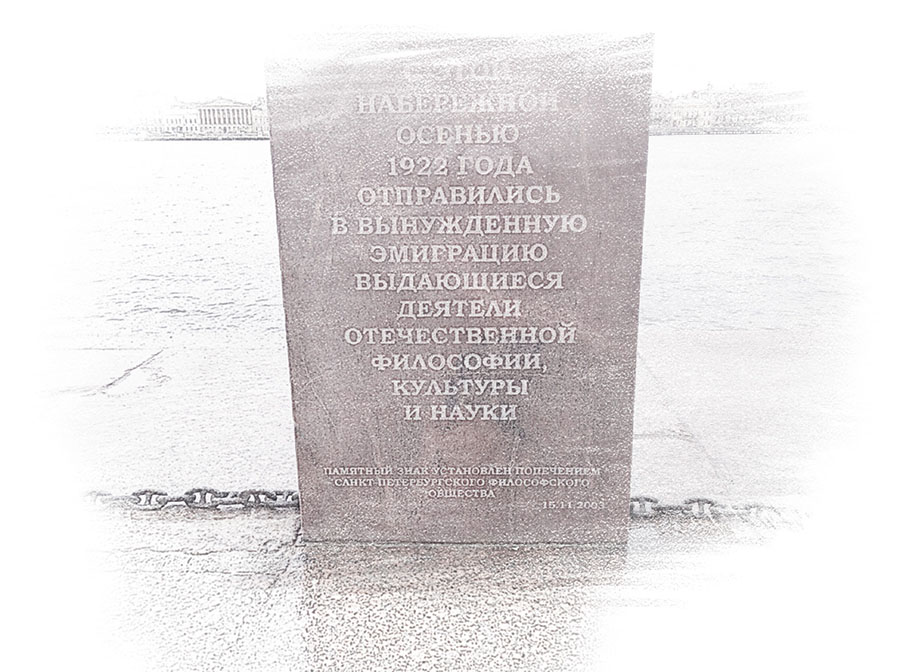 НАБЕРЕЖНОЙ
ОСЕНЬЮ
1922 ГОДА
ОТПРАВИЛИСЬ
В ВЫНУЖДЕННУЮ
ЭМИГРАЦИЮ
ВЫДАЮЩИЕСЯ
ДЕЯТЕЛИ
ОТЕЧЕСТВЕННОЙ
ФИЛОСОФИИ,
КУЛЬТУРЫ
И НАУКИ
ПАМЯТНЫЙ ЗНАК УСТАНОВЛЕН ПОПЕЧЕНИЕМ
САНКТ-ПЕТЕРБУРГСКОГО ФИЛОСОФСКОГО
ОБЩЕСТВА
15.11.2003